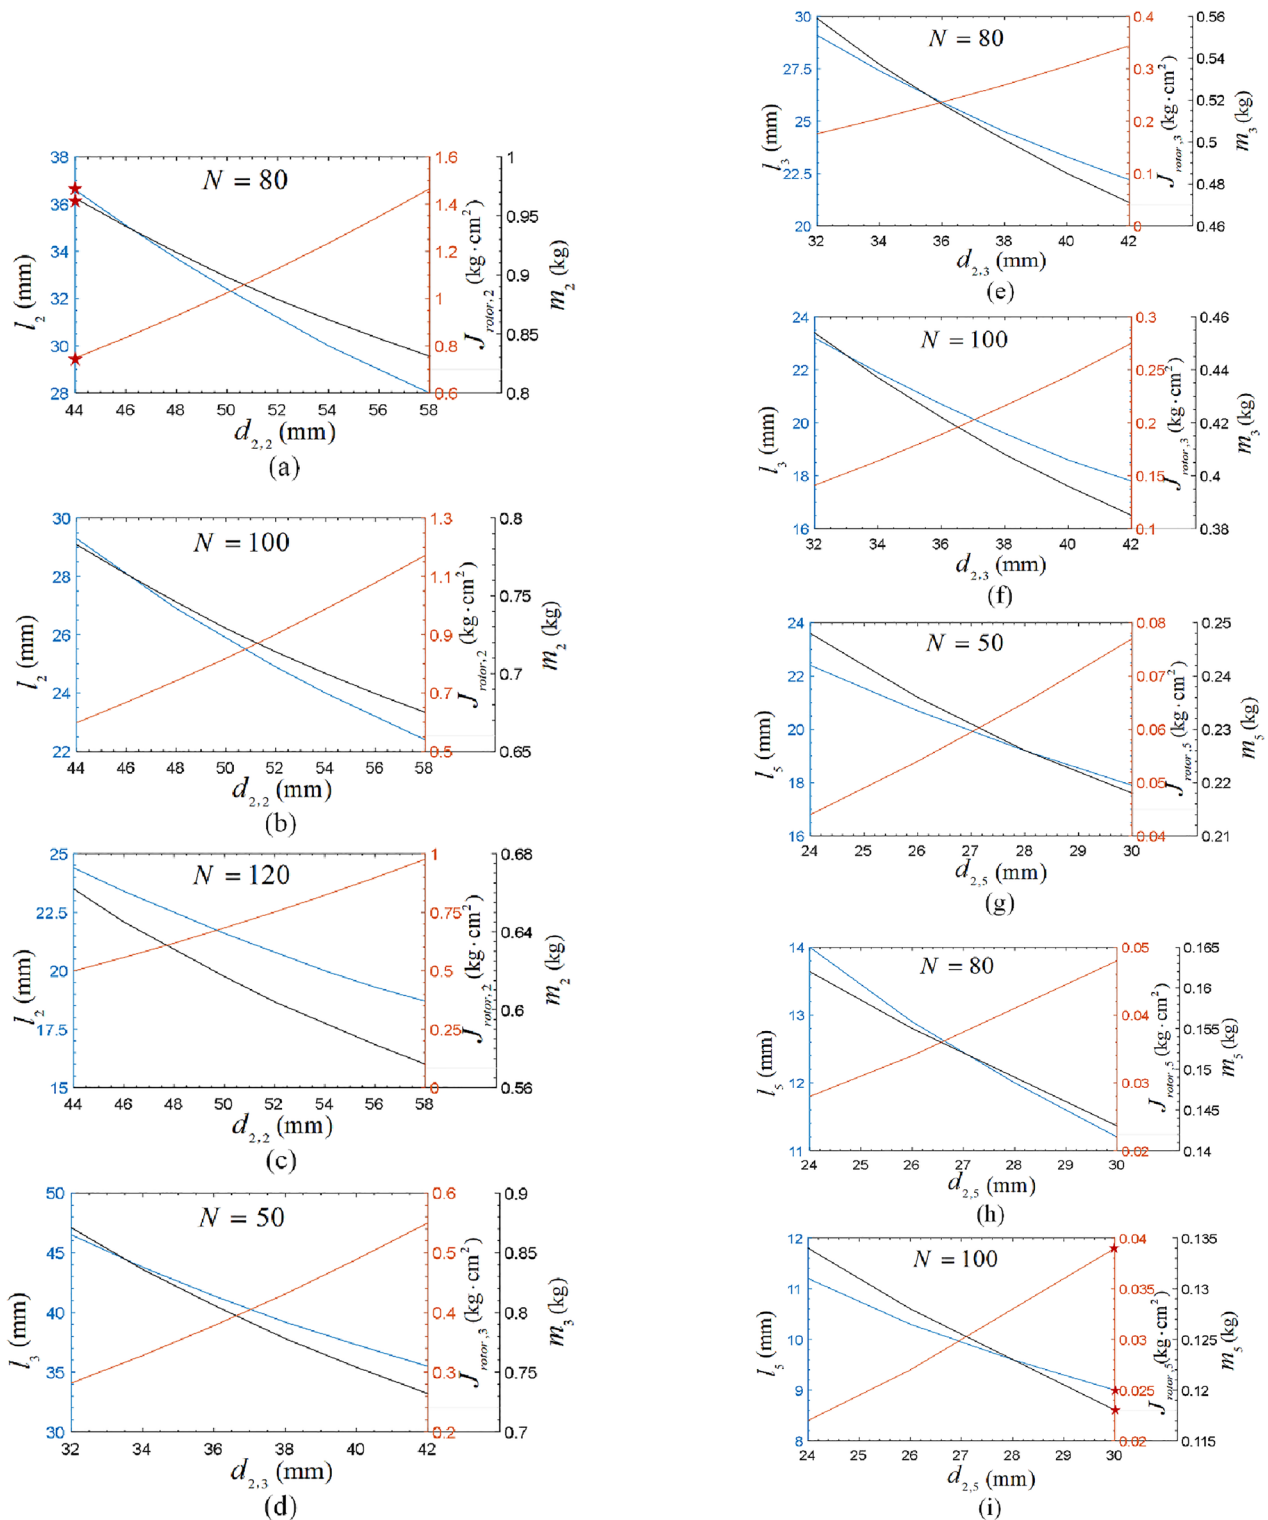 N = 80
38
36
34
32
30
28
l2 (mm)
1.6
1.4
1.2
1
0.8
0.6
Jrotor,2 (kg·cm2)
1
0.95
0.9
0.85
0.8
m2 (kg)
44 46 48 50 52 54 56 58
d2,2 (mm)
(a)
N = 100
30
28
26
24
22
l2 (mm)
1.3
1.1
0.9
0.7
0.5
Jrotor,2 (kg·cm2)
0.8
0.75
0.7
0.65
m2 (kg)
44 46 48 50 52 54 56 58
d2,2 (mm)
(b)
N = 120
25
22.5
20
17.5
15
l2 (mm)
1
0.75
0.5
0.25
0
Jrotor,2 (kg·cm2)
0.68
0.64
0.6
0.56
m2 (kg)
44 46 48 50 52 54 56 58
d2,2 (mm)
(c)
N = 50
50
45
40
35
30
l3 (mm)
0.6
0.5
0.4
0.3
0.2
Jrotor,3 (kg·cm2)
0.9
0.85
0.8
0.75
0.7
m3 (kg)
32 34 36 38 40 42
d2,3 (mm)
(d)
N = 80
30
27.5
25
22.5
20
l3 (mm)
0.4
0.3
0.2
0.1
0
Jrotor,3 (kg·cm2)
0.56
0.54
0.52
0.5
0.48
0.46
m3 (kg)
32 34 36 38 40 42
d2,3 (mm)
(e)
N = 100
24
22
20
18
16
l3 (mm)
0.3
0.25
0.2
0.15
0.1
Jrotor,3 (kg·cm2)
0.46
0.44
0.42
0.4
0.38
m3 (kg)
32 34 36 38 40 42
d2,3 (mm)
(f)
N = 50
24
22
20
18
16
l5 (mm)
0.08
0.07
0.06
0.05
0.04
Jrotor,5 (kg·cm2)
0.25
0.24
0.23
0.22
0.21
m5 (kg)
24 25 26 27 28 29 30
d2,5 (mm)
(g)
N = 80
14
13
12
11
l5 (mm)
0.05
0.04
0.03
0.02
Jrotor,5 (kg·cm2)
0.165
0.16
0.155
0.15
0.145
0.14
m5 (kg)
24 25 26 27 28 29 30
d2,5 (mm)
(h)
N = 100
12
11
10
9
8
l5 (mm)
0.04
0.035
0.03
0.025
0.02
Jrotor,5 (kg·cm2)
0.135
0.13
0.125
0.12
0.115
m5 (kg)
24 25 26 27 28 29 30
d2,5 (mm)
(i)